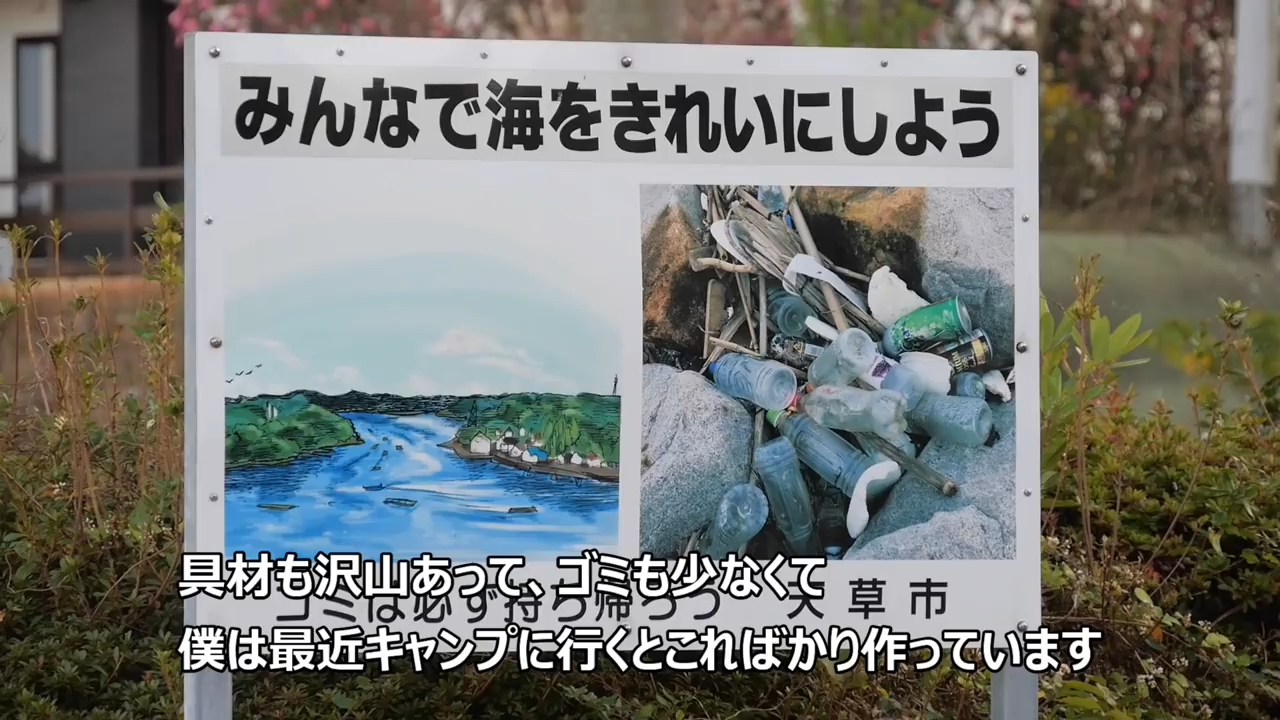 みんなで海をきれいにしよう
ゴミは必ず持ち帰ろう 天草市
具材も沢山あって、ゴミも少なくて
僕は最近キャンプに行くとこればかり作っています